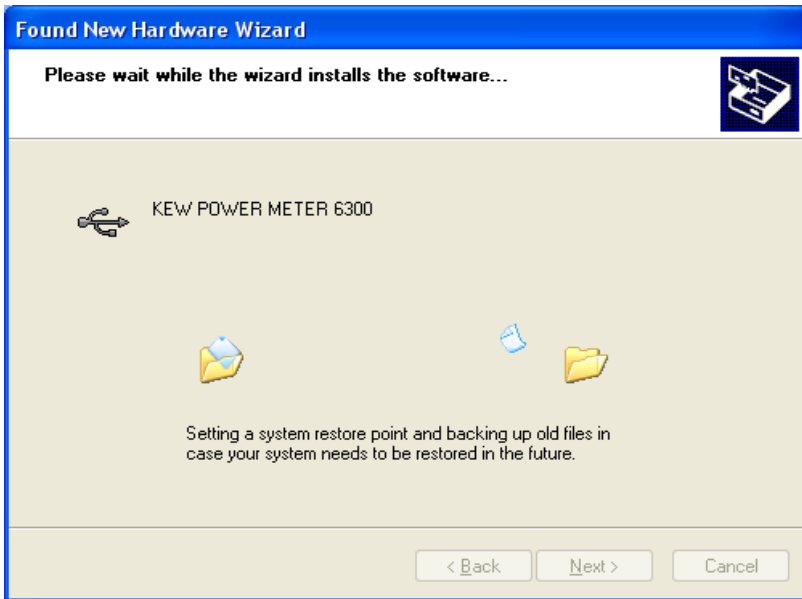 Found New Hardware Wizard
Please wait while the wizard installs the software...
KEW POWER METER 6300
Setting a system restore point and backing up old files in
case your system needs to be restored in the future.
< Back Next > Cancel